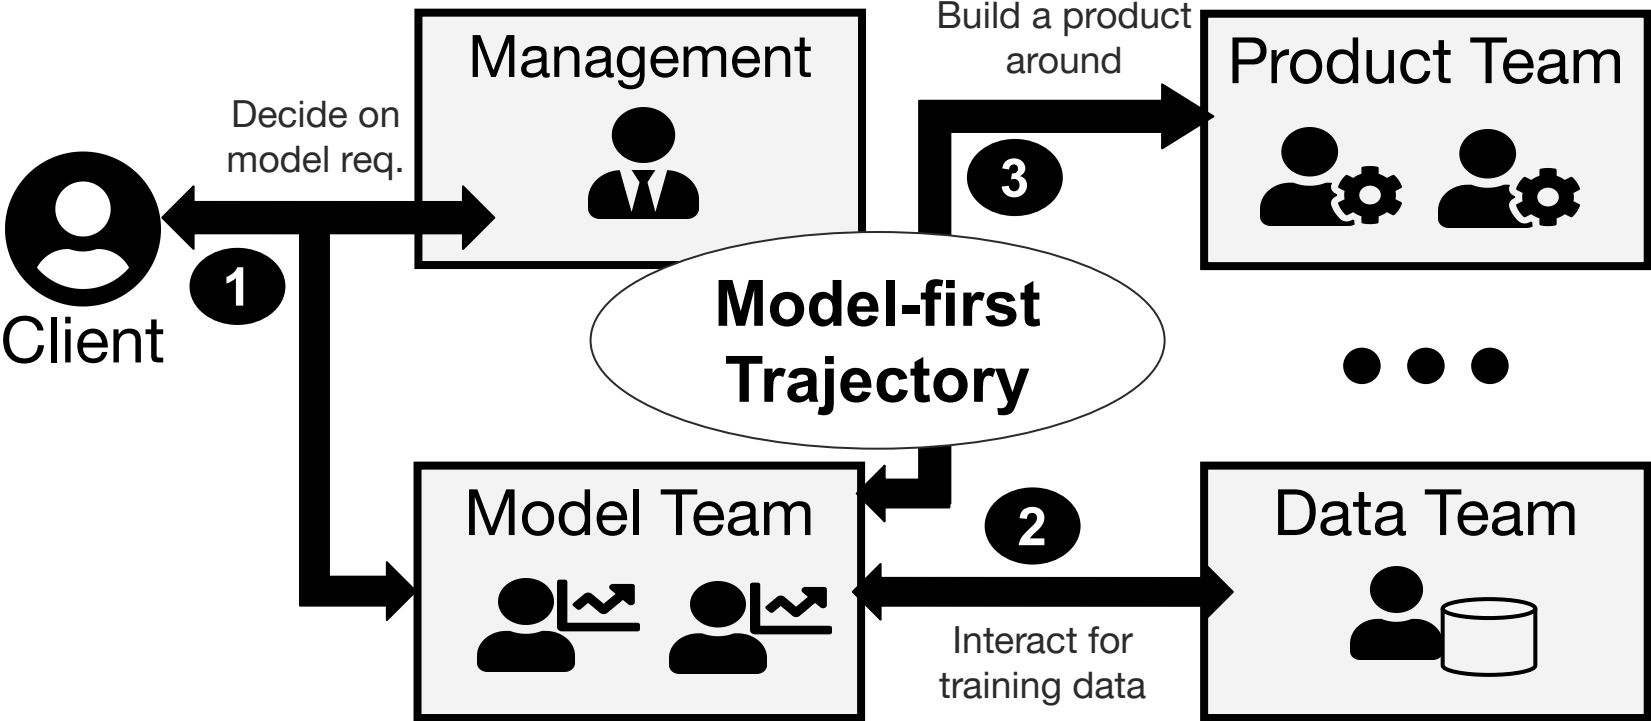 Build a product
around
Management
Product Team
Decide on
model req.
3
1
Client
Model-first
Trajectory
Model Team
2
Data Team
Interact for
training data